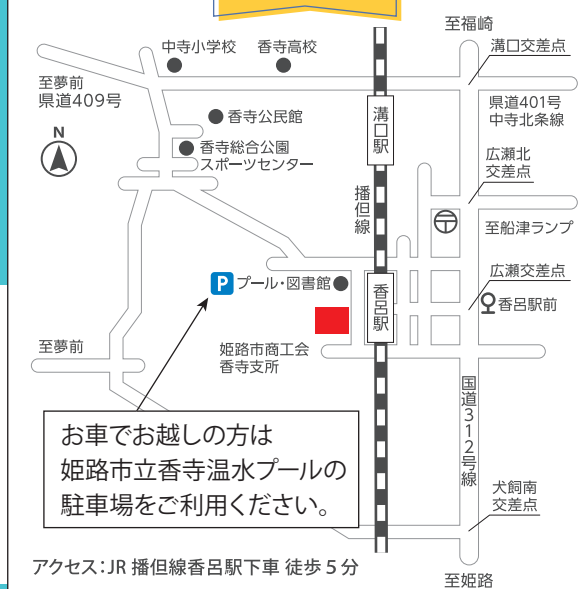 至福崎
中寺小学校
香寺高校
溝口交差点
至夢前
県道409号
県道401号
中寺北条線
香寺公民館
溝口駅
N
香寺総合公園
スポーツセンター
広瀬北
交差点
播但線
〒
至船津ランプ
P プール・図書館
広瀬交差点
香呂駅
香呂駅前
至夢前
姫路市商工会
香寺支所
国道312号線
お車でお越しの方は
姫路市立香寺温水プールの
駐車場をご利用ください。
犬飼南
交差点
アクセス：JR 播但線香呂駅下車 徒歩 5 分
至姫路